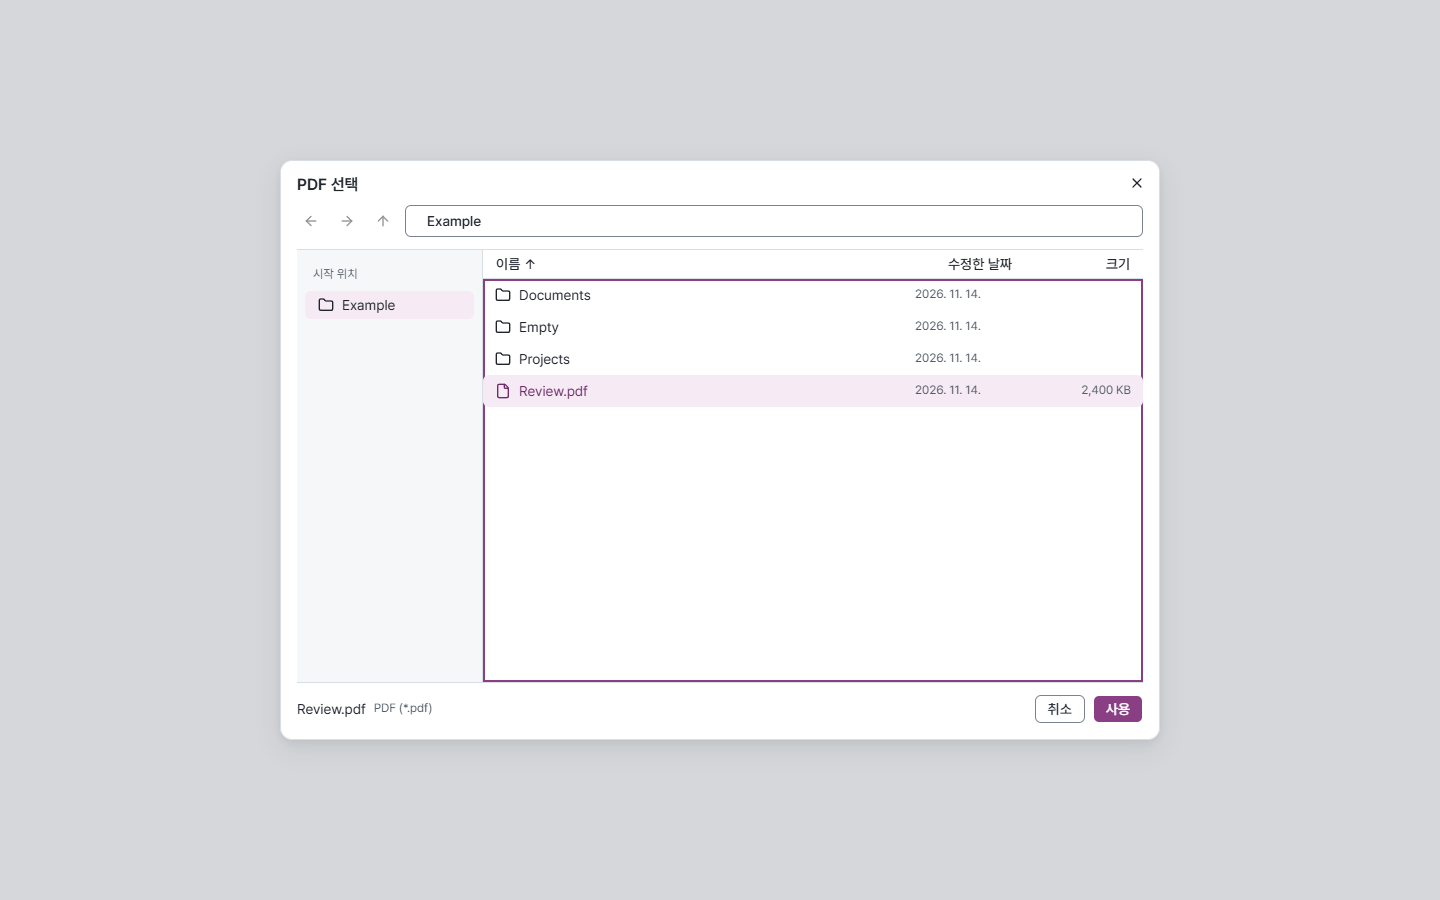 PDF 선택
Example
시작 위치
Example
이름 ↑ 수정한 날짜 크기
Documents 2026. 11. 14.
Empty 2026. 11. 14.
Projects 2026. 11. 14.
Review.pdf 2026. 11. 14. 2,400 KB
Review.pdf PDF (*.pdf) 취소 사용